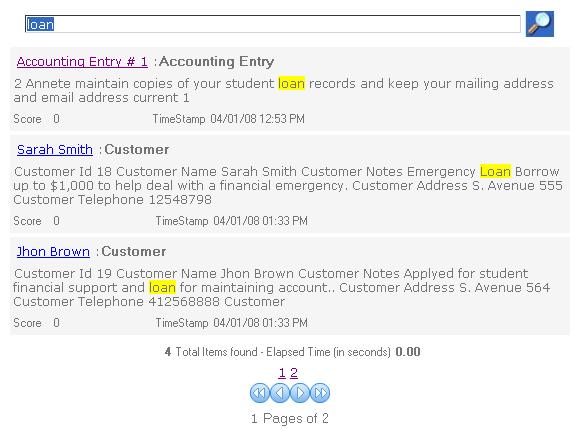 loan
Accounting Entry # 1 : Accounting Entry
2 Annete maintain copies of your student loan records and keep your mailing address
and email address current 1
Score 0 TimeStamp 04/01/08 12:53 PM
Sarah Smith : Customer
Customer Id 18 Customer Name Sarah Smith Customer Notes Emergency Loan Borrow
up to $1,000 to help deal with a financial emergency. Customer Address S. Avenue 555
Customer Telephone 12548798
Score 0 TimeStamp 04/01/08 01:33 PM
Jhon Brown : Customer
Customer Id 19 Customer Name Jhon Brown Customer Notes Applyed for student
financial support and loan for maintaining account.. Customer Address S. Avenue 564
Customer Telephone 412568888 Customer
Score 0 TimeStamp 04/01/08 01:33 PM
4 Total Items found - Elapsed Time (in seconds) 0.00
1 2
1 Pages of 2